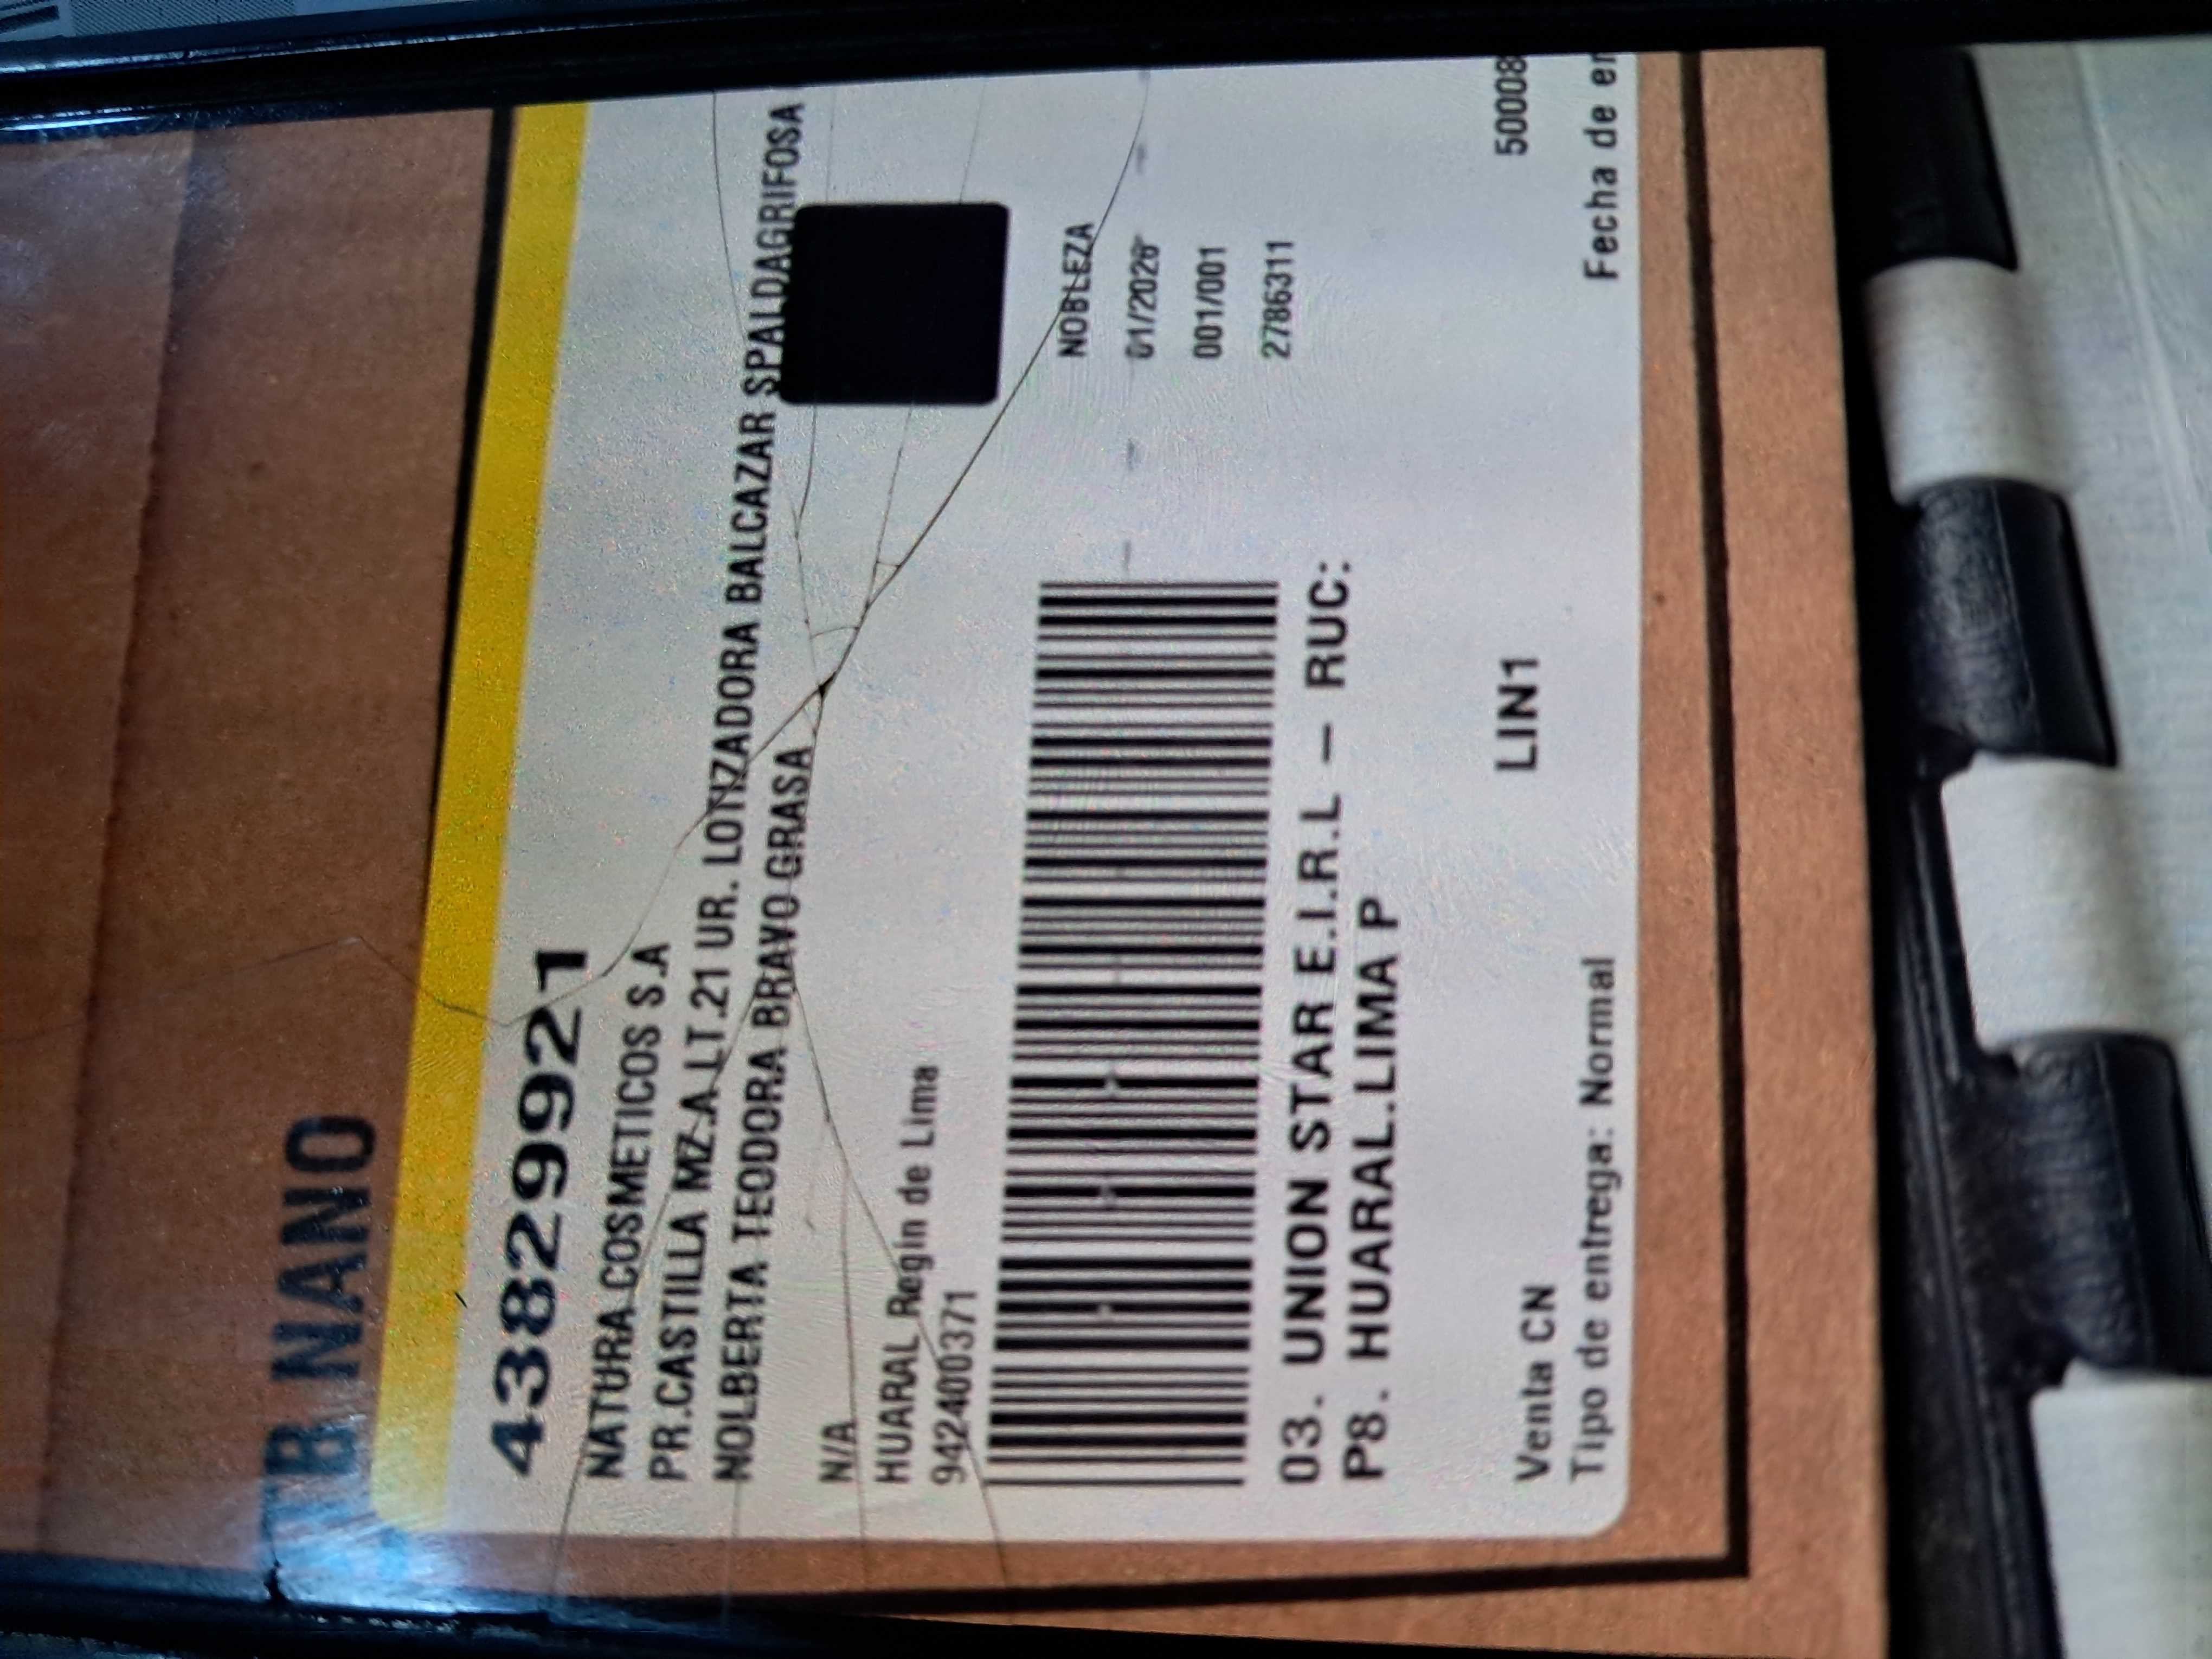 TB NANO
43829921
NATURA COSMETICOS S.A
PR.CASTILLA MZ.A LT.21 UR. LOTIZADORA BALCAZAR SPALDAGRIFOSA
NOLBERTA TEODORA BRAVO GRASA
N/A
HUARAL Regin de Lima
942400371
NOBLEZA
01/2026
001/001
2786311
03. UNION STAR E.I.R.L – RUC:
P8. HUARAL.LIMA P
LIN1
50008
Venta CN
Tipo de entrega: Normal
Fecha de en